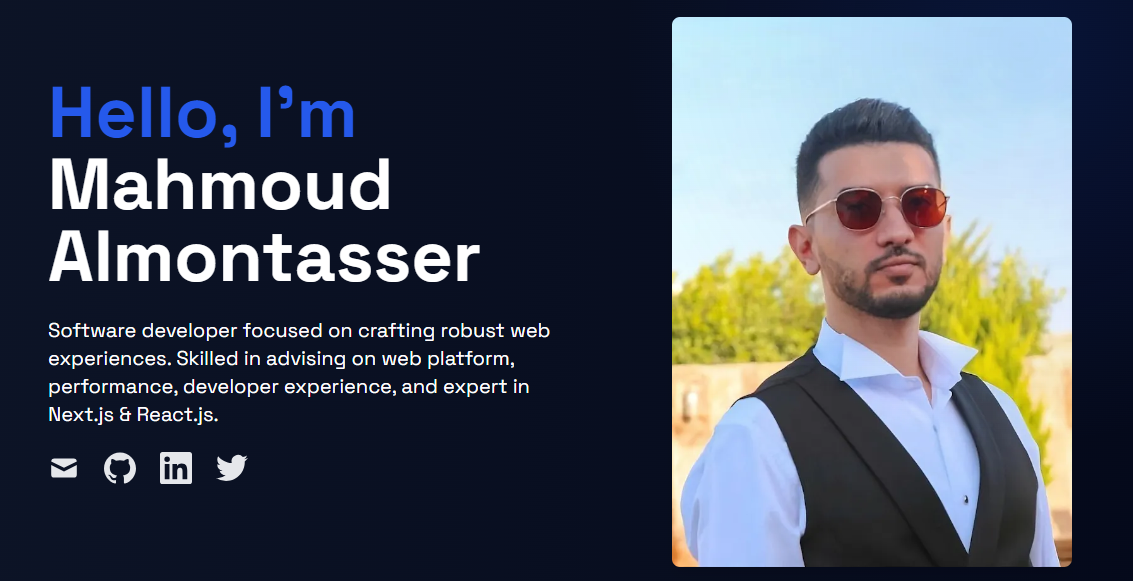 Hello, I’m
Mahmoud
Almontasser
Software developer focused on crafting robust web
experiences. Skilled in advising on web platform,
performance, developer experience, and expert in
Next.js & React.js.
in